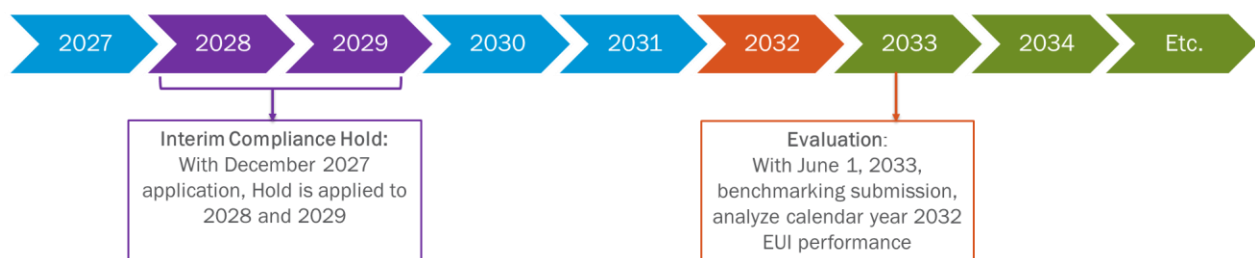 2027 2028 2029 2030 2031 2032 2033 2034 Etc.
Interim Compliance Hold:
With December 2027
application, Hold is applied to
2028 and 2029
Evaluation:
With June 1, 2033,
benchmarking submission,
analyze calendar year 2032
EUI performance